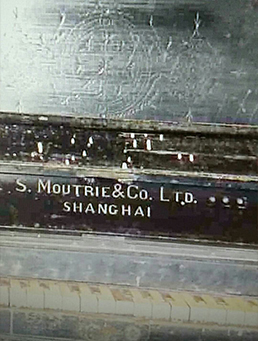 S. MOUTRIE & CO. LTD.
SHANGHAI